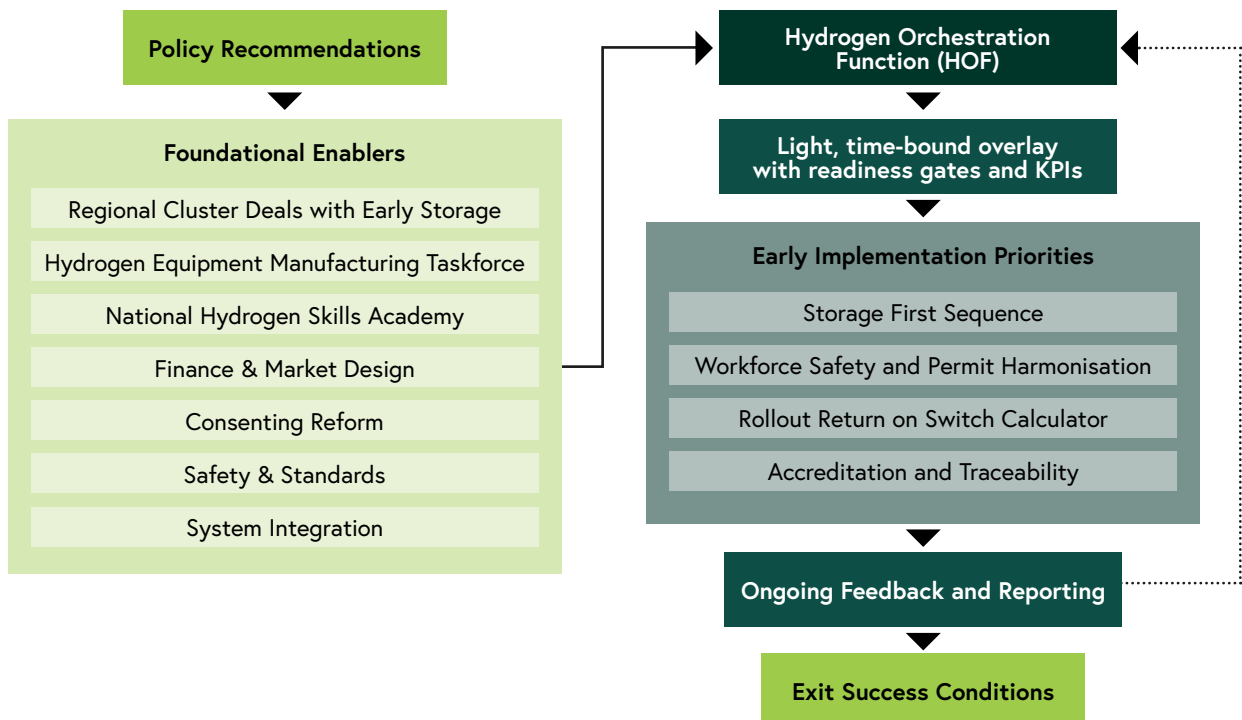 Policy Recommendations
Foundational Enablers
Regional Cluster Deals with Early Storage
Hydrogen Equipment Manufacturing Taskforce
National Hydrogen Skills Academy
Finance & Market Design
Consenting Reform
Safety & Standards
System Integration
Hydrogen Orchestration
Function (HOF)
Light, time-bound overlay
with readiness gates and KPIs
Early Implementation Priorities
Storage First Sequence
Workforce Safety and Permit Harmonisation
Rollout Return on Switch Calculator
Accreditation and Traceability
Ongoing Feedback and Reporting
Exit Success Conditions